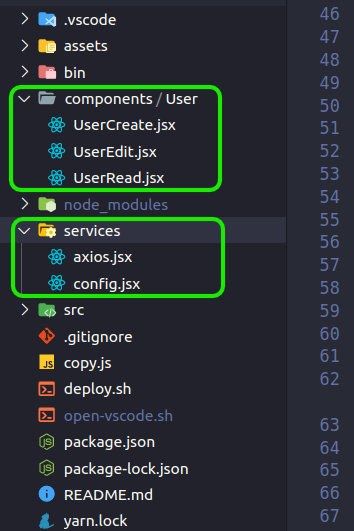 .vscode
assets
bin
components / User
UserCreate.jsx
UserEdit.jsx
UserRead.jsx
node_modules
services
axios.jsx
config.jsx
src
.gitignore
JS copy.js
deploy.sh
open-vscode.sh
package.json
package-lock.json
README.md
yarn.lock
46
47
48
49
50
51
52
53
54
55
56
57
58
59
60
61
62
63
64
65
66
67